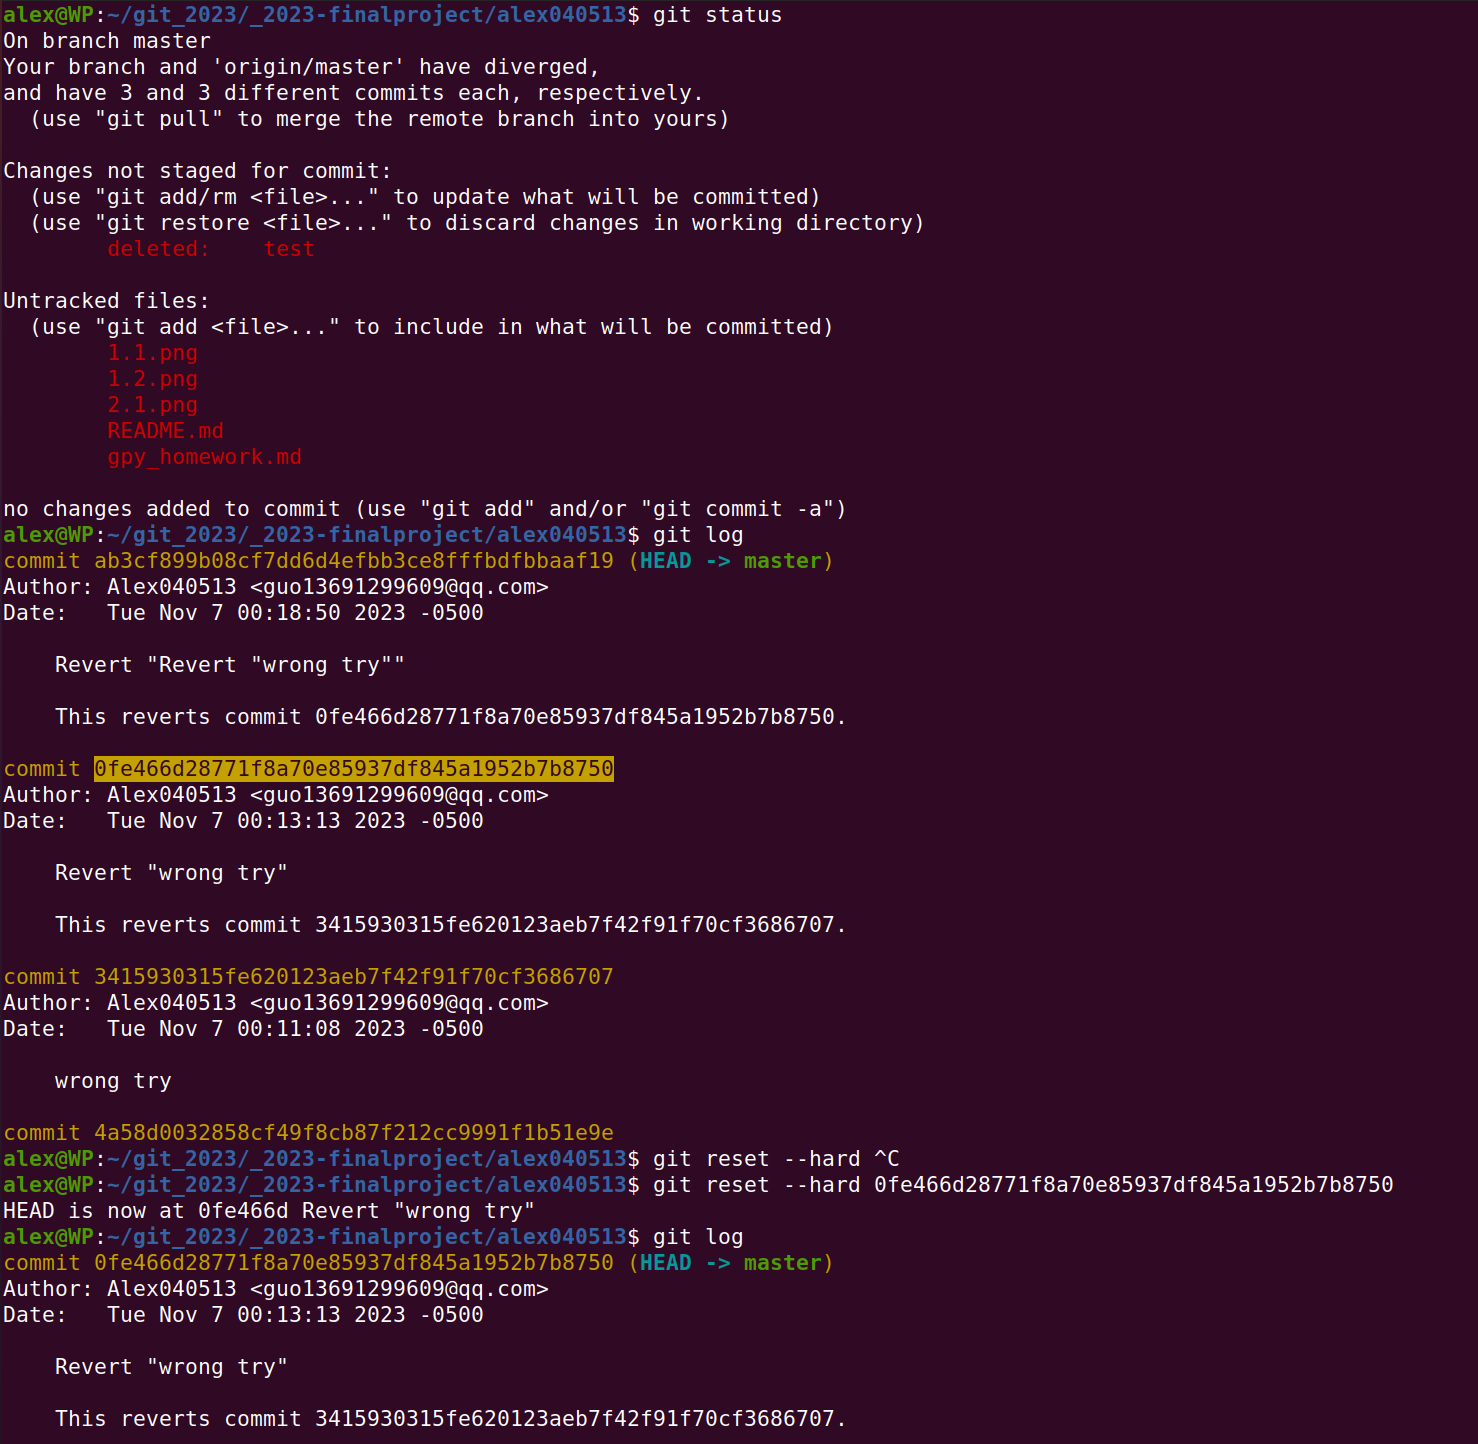 alex@WP:~/git_2023/_2023-finalproject/alex040513$ git status
On branch master
Your branch and 'origin/master' have diverged,
and have 3 and 3 different commits each, respectively.
  (use "git pull" to merge the remote branch into yours)

Changes not staged for commit:
  (use "git add/rm <file>..." to update what will be committed)
  (use "git restore <file>..." to discard changes in working directory)
        deleted:    test

Untracked files:
  (use "git add <file>..." to include in what will be committed)
        1.1.png
        1.2.png
        2.1.png
        README.md
        gpy_homework.md

no changes added to commit (use "git add" and/or "git commit -a")
alex@WP:~/git_2023/_2023-finalproject/alex040513$ git log
commit ab3cf899b08cf7dd6d4efbb3ce8fffbdfbbaaf19 (HEAD -> master)
Author: Alex040513 <guo13691299609@qq.com>
Date:   Tue Nov 7 00:18:50 2023 -0500

    Revert "Revert "wrong try""

    This reverts commit 0fe466d28771f8a70e85937df845a1952b7b8750.

commit 0fe466d28771f8a70e85937df845a1952b7b8750
Author: Alex040513 <guo13691299609@qq.com>
Date:   Tue Nov 7 00:13:13 2023 -0500

    Revert "wrong try"

    This reverts commit 3415930315fe620123aeb7f42f91f70cf3686707.

commit 3415930315fe620123aeb7f42f91f70cf3686707
Author: Alex040513 <guo13691299609@qq.com>
Date:   Tue Nov 7 00:11:08 2023 -0500

    wrong try

commit 4a58d0032858cf49f8cb87f212cc9991f1b51e9e
alex@WP:~/git_2023/_2023-finalproject/alex040513$ git reset --hard ^C
alex@WP:~/git_2023/_2023-finalproject/alex040513$ git reset --hard 0fe466d28771f8a70e85937df845a1952b7b8750
HEAD is now at 0fe466d Revert "wrong try"
alex@WP:~/git_2023/_2023-finalproject/alex040513$ git log
commit 0fe466d28771f8a70e85937df845a1952b7b8750 (HEAD -> master)
Author: Alex040513 <guo13691299609@qq.com>
Date:   Tue Nov 7 00:13:13 2023 -0500

    Revert "wrong try"

    This reverts commit 3415930315fe620123aeb7f42f91f70cf3686707.